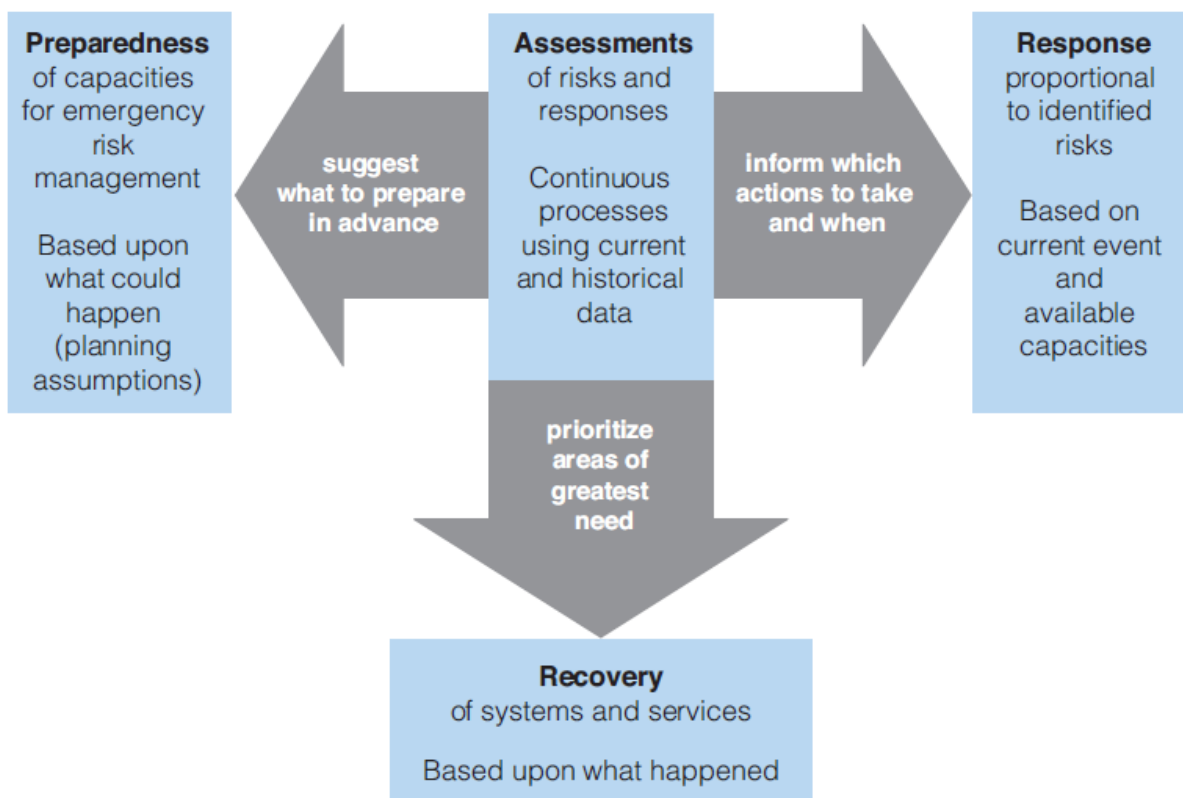 Preparedness
of capacities
for emergency
risk
management
Based upon
what could
happen
(planning
assumptions)
suggest
what to prepare
in advance
Assessments
of risks and
responses
Continuous
processes
using current
and historical
data
inform which
actions to take
and when
Response
proportional
to identified
risks
Based on
current event
and
available
capacities
prioritize
areas of
greatest
need
Recovery
of systems and services
Based upon what happened